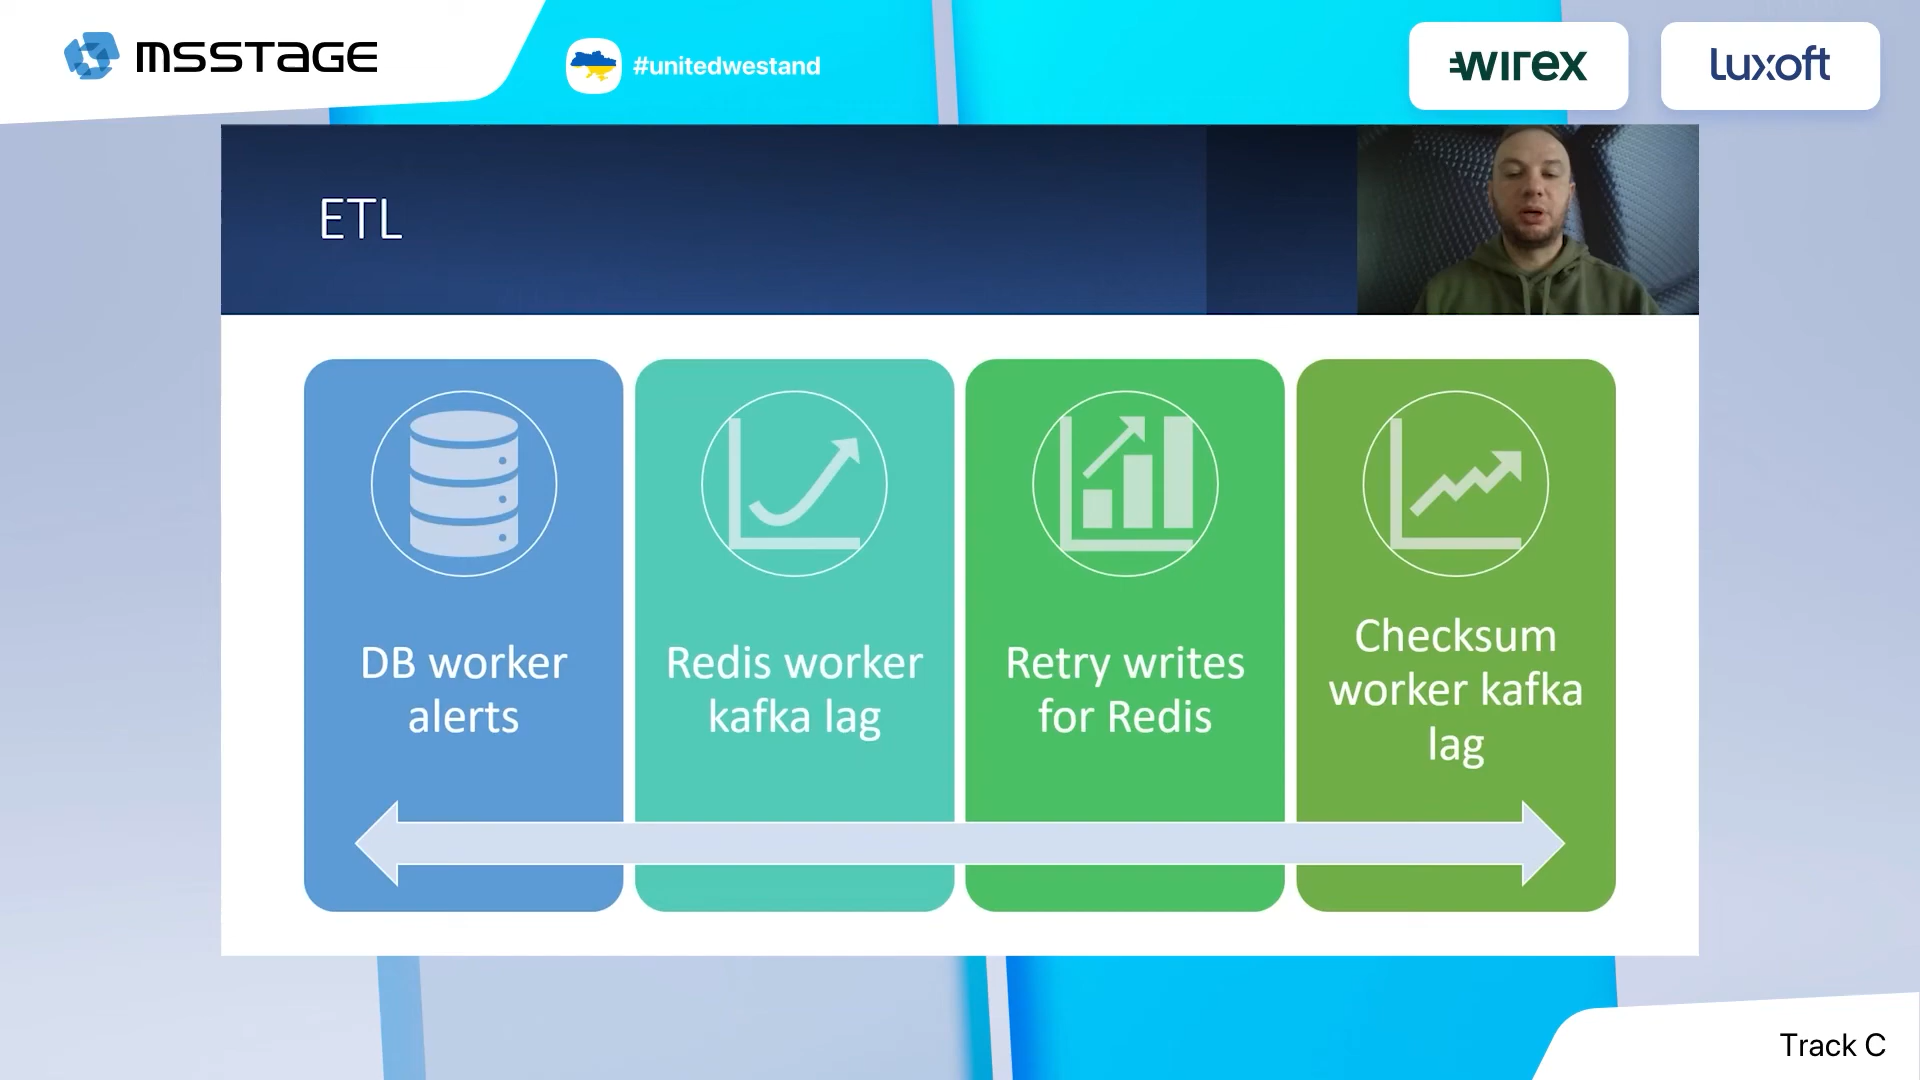 MSSTAGE
#unitedwestand
wirex
luxoft
ETL
DB worker
alerts
Redis worker
kafka lag
Retry writes
for Redis
Checksum
worker kafka
lag
Track C